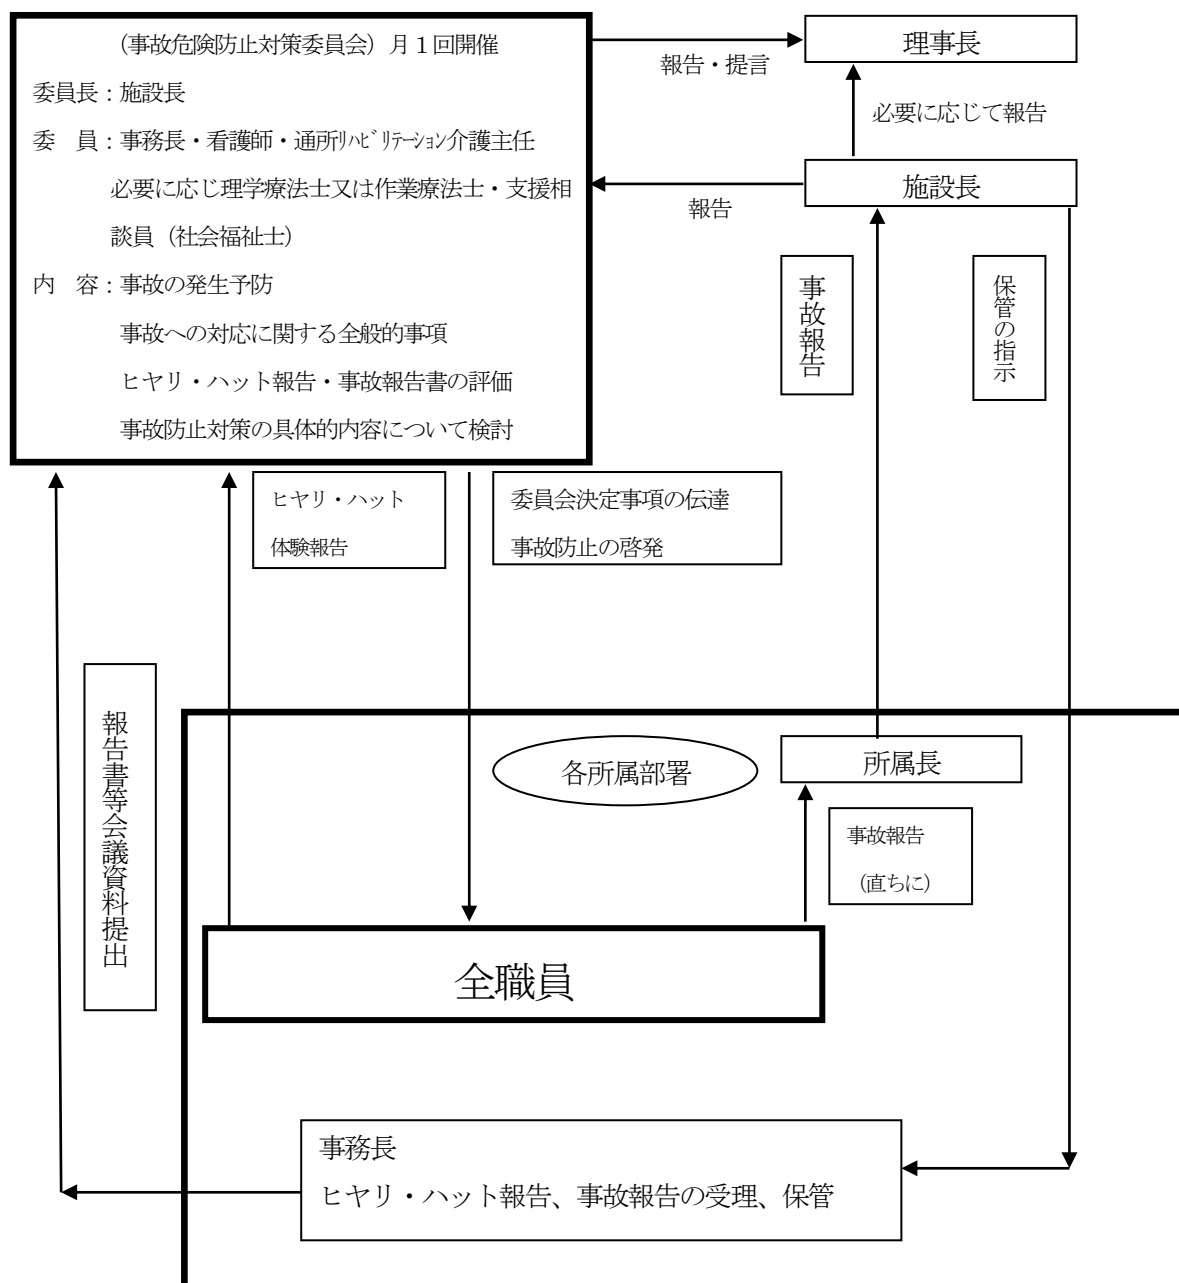 （事故危険防止対策委員会）月１回開催
委員長：施設長
委　員：事務長・看護師・通所ﾘﾊﾋﾞﾘﾃｰｼｮﾝ介護主任
必要に応じ理学療法士又は作業療法士・支援相
談員（社会福祉士）
内　容：事故の発生予防
事故への対応に関する全般的事項
ヒヤリ・ハット報告・事故報告書の評価
事故防止対策の具体的内容について検討
報告・提言
理事長
必要に応じて報告
報告
施設長
事故報告
保管の指示
ヒヤリ・ハット
体験報告
委員会決定事項の伝達
事故防止の啓発
報告書等会議資料提出
各所属部署
所属長
事故報告
（直ちに）
全職員
事務長
ヒヤリ・ハット報告、事故報告の受理、保管